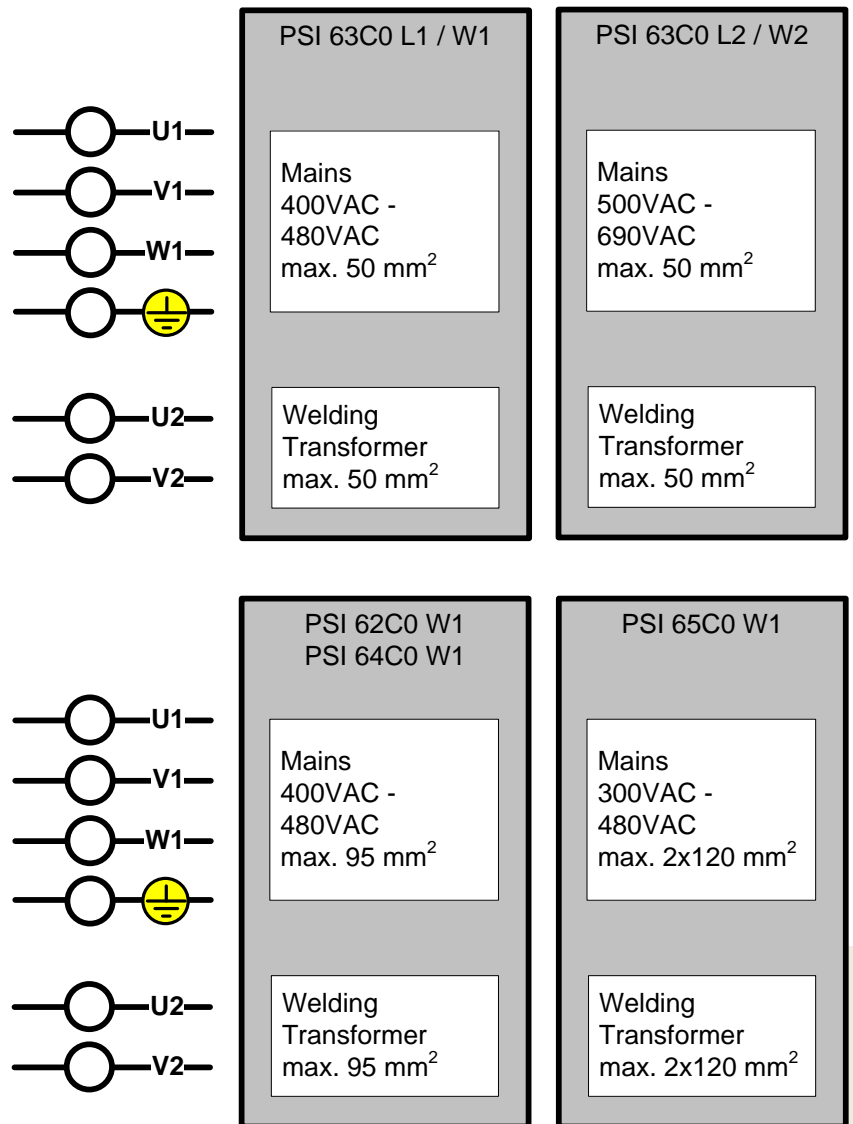 PSI 63C0 L1 / W1
PSI 63C0 L2 / W2
U1
V1
W1
U2
V2
Mains
400VAC -
480VAC
max. 50 mm²
Welding
Transformer
max. 50 mm²
Mains
500VAC -
690VAC
max. 50 mm²
Welding
Transformer
max. 50 mm²
PSI 62C0 W1
PSI 64C0 W1
PSI 65C0 W1
U1
V1
W1
U2
V2
Mains
400VAC -
480VAC
max. 95 mm²
Welding
Transformer
max. 95 mm²
Mains
300VAC -
480VAC
max. 2x120 mm²
Welding
Transformer
max. 2x120 mm²